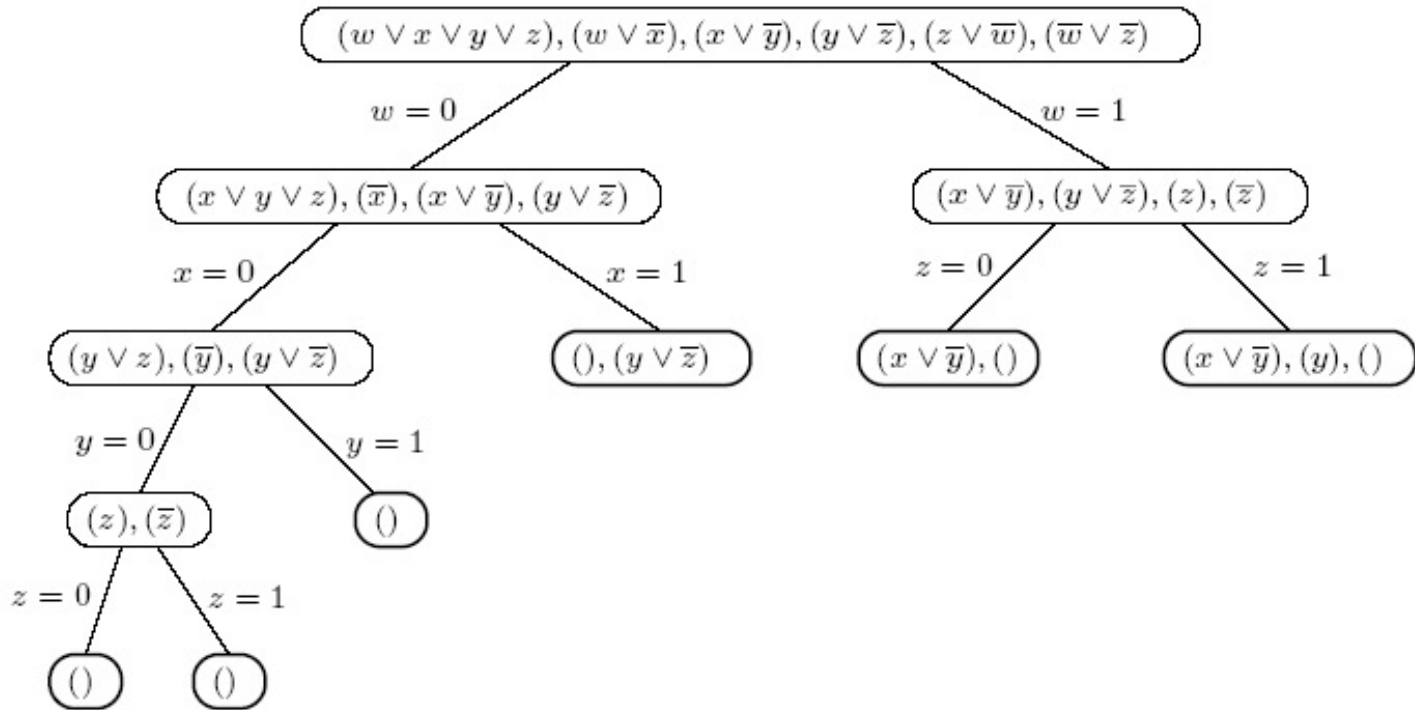 (w ∨ x ∨ y ∨ z), (w ∨ x̅), (x ∨ y̅), (y ∨ z̅), (z ∨ w̅), (w̅ ∨ z̅)
w = 0 w = 1
(x ∨ y ∨ z), (x̅), (x ∨ y̅), (y ∨ z̅) (x ∨ y̅), (y ∨ z̅), (z), (z̅)
x = 0 x = 1 z = 0 z = 1
(y ∨ z), (y̅), (y ∨ z̅) (), (y ∨ z̅) (x ∨ y̅), () (x ∨ y̅), (y), ()
y = 0 y = 1
(z), (z̅) ()
z = 0 z = 1
() ()